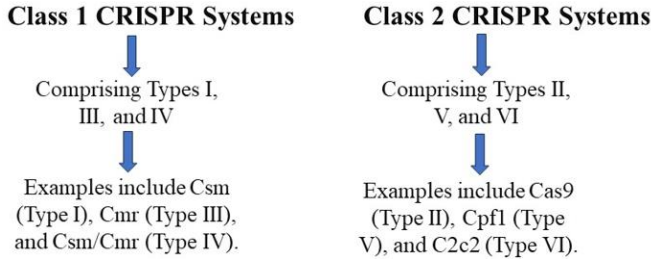 Class 1 CRISPR Systems
Comprising Types I,
III, and IV
Examples include Csm
(Type I), Cmr (Type III),
and Csm/Cmr (Type IV).
Class 2 CRISPR Systems
Comprising Types II,
V, and VI
Examples include Cas9
(Type II), Cpf1 (Type
V), and C2c2 (Type VI).